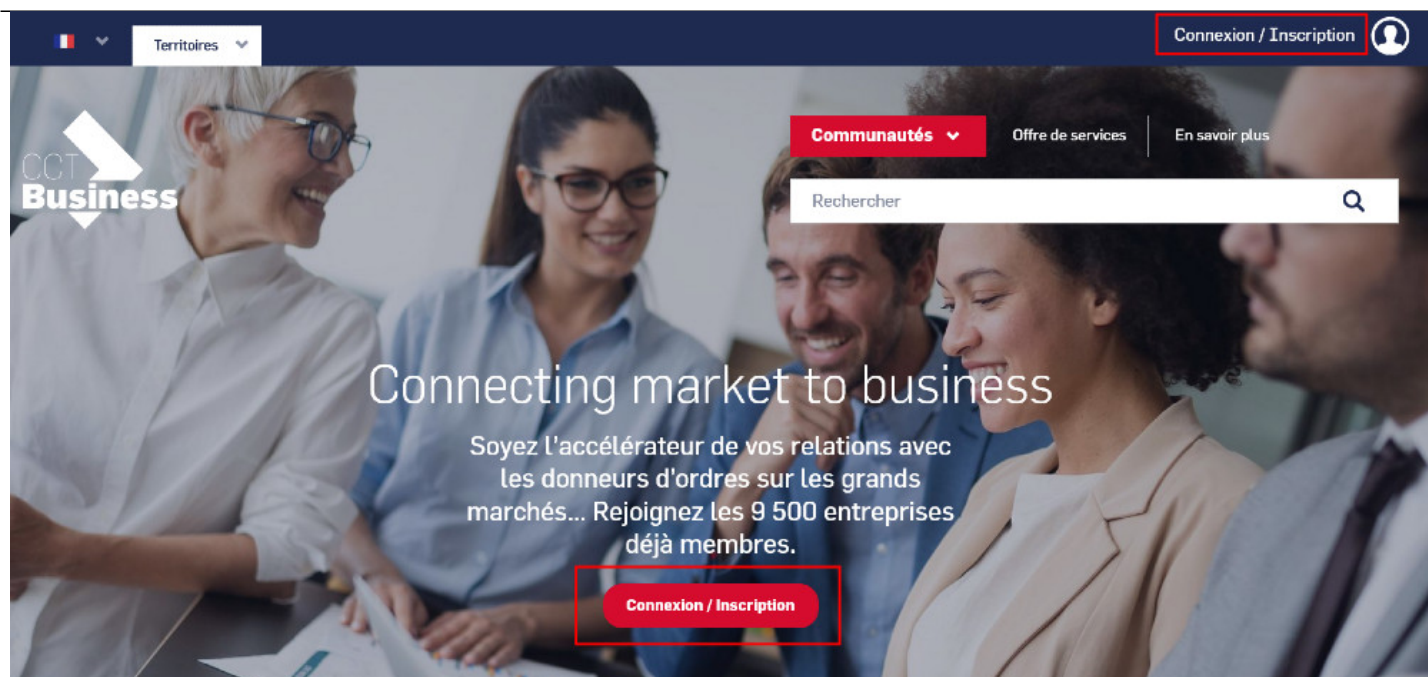 Connexion / Inscription
Territoires
CCT
Business
Communautés
Offre de services
En savoir plus
Rechercher
Connecting market to business
Soyez l'accélérateur de vos relations avec
les donneurs d'ordres sur les grands
marchés... Rejoignez les 9 500 entreprises
déjà membres.
Connexion / Inscription